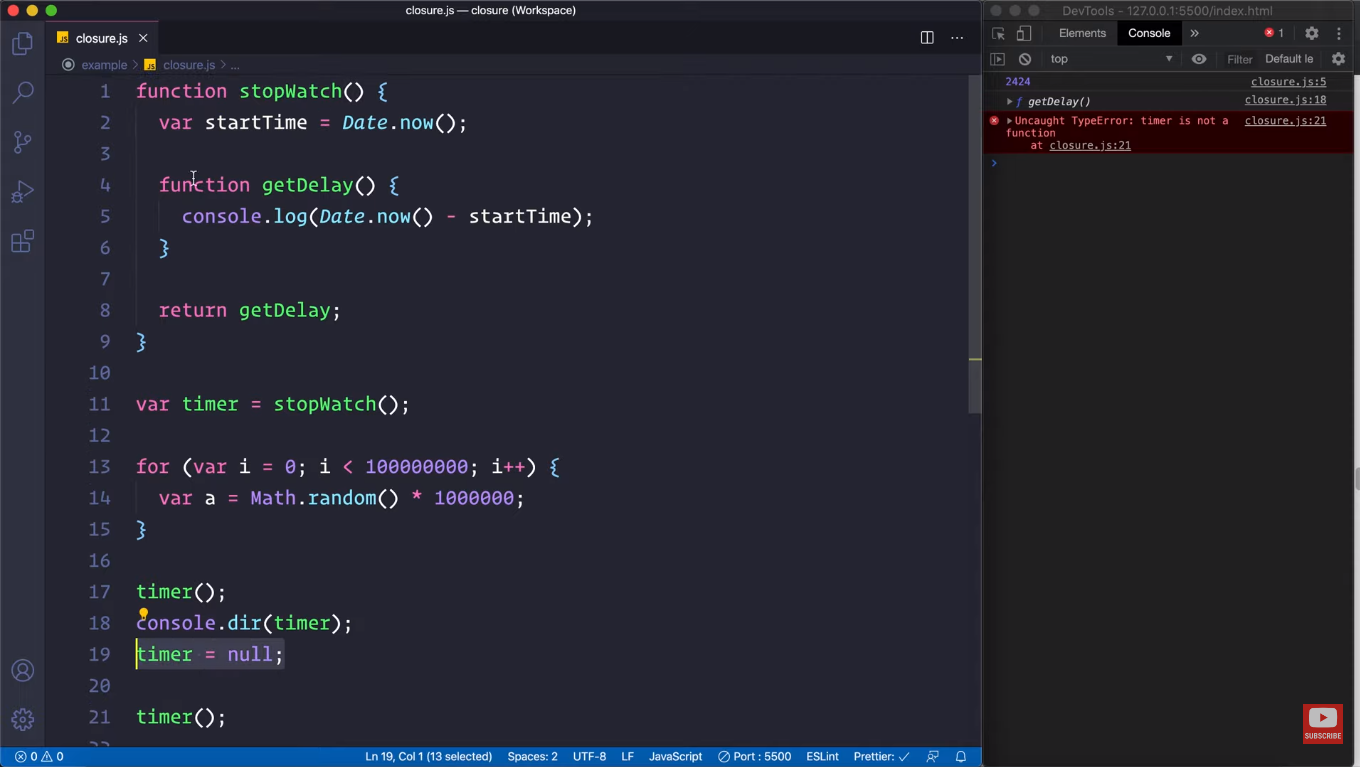 closure.js — closure (Workspace)
JS closure.js
example > JS closure.js > ...
1 function stopWatch() {
2 var startTime = Date.now();
3
4 function getDelay() {
5 console.log(Date.now() - startTime);
6 }
7
8 return getDelay;
9 }
10
11 var timer = stopWatch();
12
13 for (var i = 0; i < 100000000; i++) {
14 var a = Math.random() * 1000000;
15 }
16
17 timer();
18 console.dir(timer);
19 timer = null;
20
21 timer();
0 0 Ln 19, Col 1 (13 selected) Spaces: 2 UTF-8 LF JavaScript Port : 5500 ESLint Prettier: ✓
DevTools - 127.0.0.1:5500/index.html
Elements Console » 1
top Filter Default le
2424 closure.js:5
ƒ getDelay() closure.js:18
Uncaught TypeError: timer is not a closure.js:21
function
at closure.js:21
SUBSCRIBE